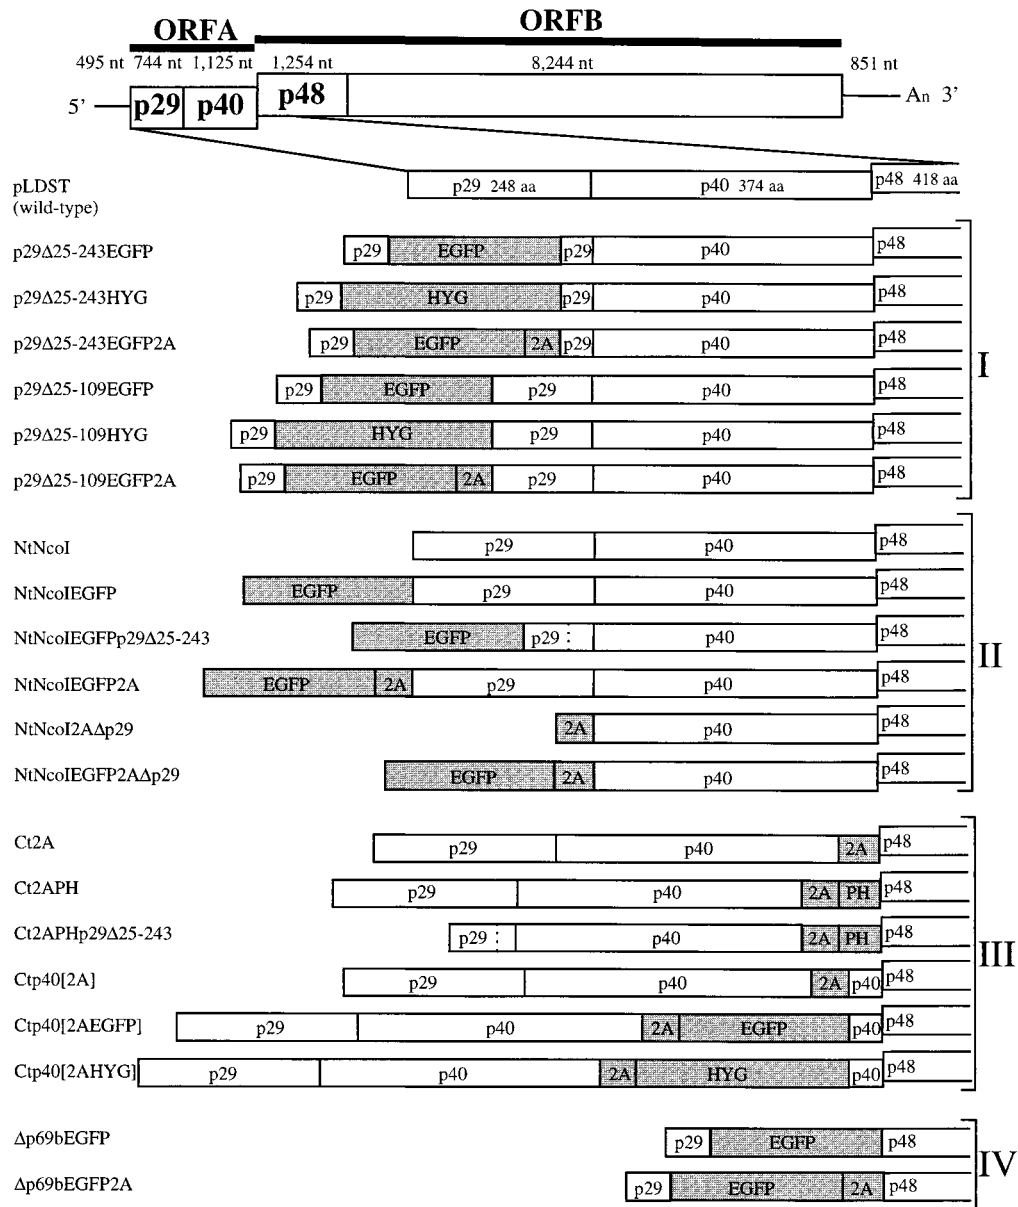 ORFA ORFB
495 nt 744 nt 1,125 nt 1,254 nt 8,244 nt 851 nt
5' p29 p40 p48 An 3'
pLDST p29 248 aa p40 374 aa p48 418 aa
(wild-type)
p29Δ25-243EGFP p29 EGFP p29 p40 p48
p29Δ25-243HYG p29 HYG p29 p40 p48
p29Δ25-243EGFP2A p29 EGFP 2A p29 p40 p48
I
p29Δ25-109EGFP p29 EGFP p29 p40 p48
p29Δ25-109HYG p29 HYG p29 p40 p48
p29Δ25-109EGFP2A p29 EGFP 2A p29 p40 p48
NtNcoI p29 p40 p48
NtNcoIEGFP EGFP p29 p40 p48
NtNcoIEGFPp29Δ25-243 EGFP p29 p40 p48
II
NtNcoIEGFP2A EGFP 2A p29 p40 p48
NtNcoI2AΔp29 2A p40 p48
NtNcoIEGFP2AΔp29 EGFP 2A p40 p48
Ct2A p29 p40 2A p48
Ct2APH p29 p40 2A PH p48
Ct2APHp29Δ25-243 p29 p40 2A PH p48
III
Ctp40[2A] p29 p40 2A p40 p48
Ctp40[2AEGFP] p29 p40 2A EGFP p40 p48
Ctp40[2AHYG] p29 p40 2A HYG p40 p48
Δp69bEGFP p29 EGFP p48
IV
Δp69bEGFP2A p29 EGFP 2A p48